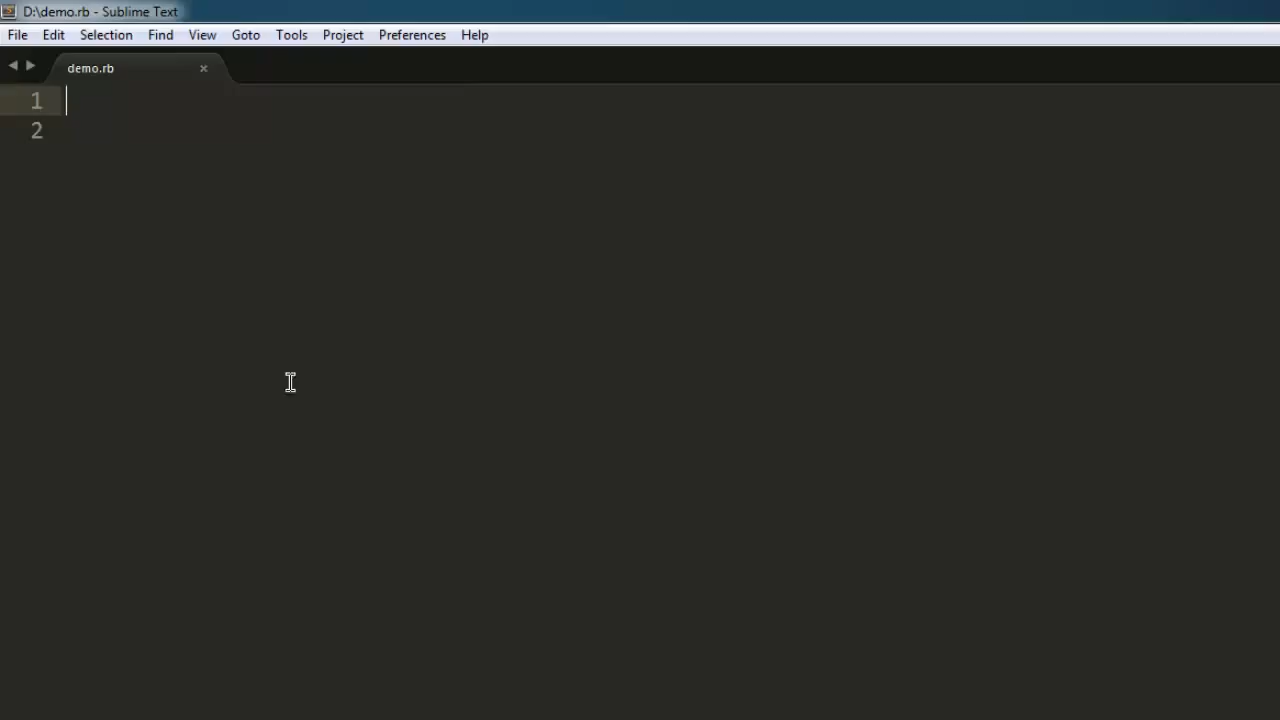 D:\demo.rb - Sublime Text
File Edit Selection Find View Goto Tools Project Preferences Help
demo.rb
1
2